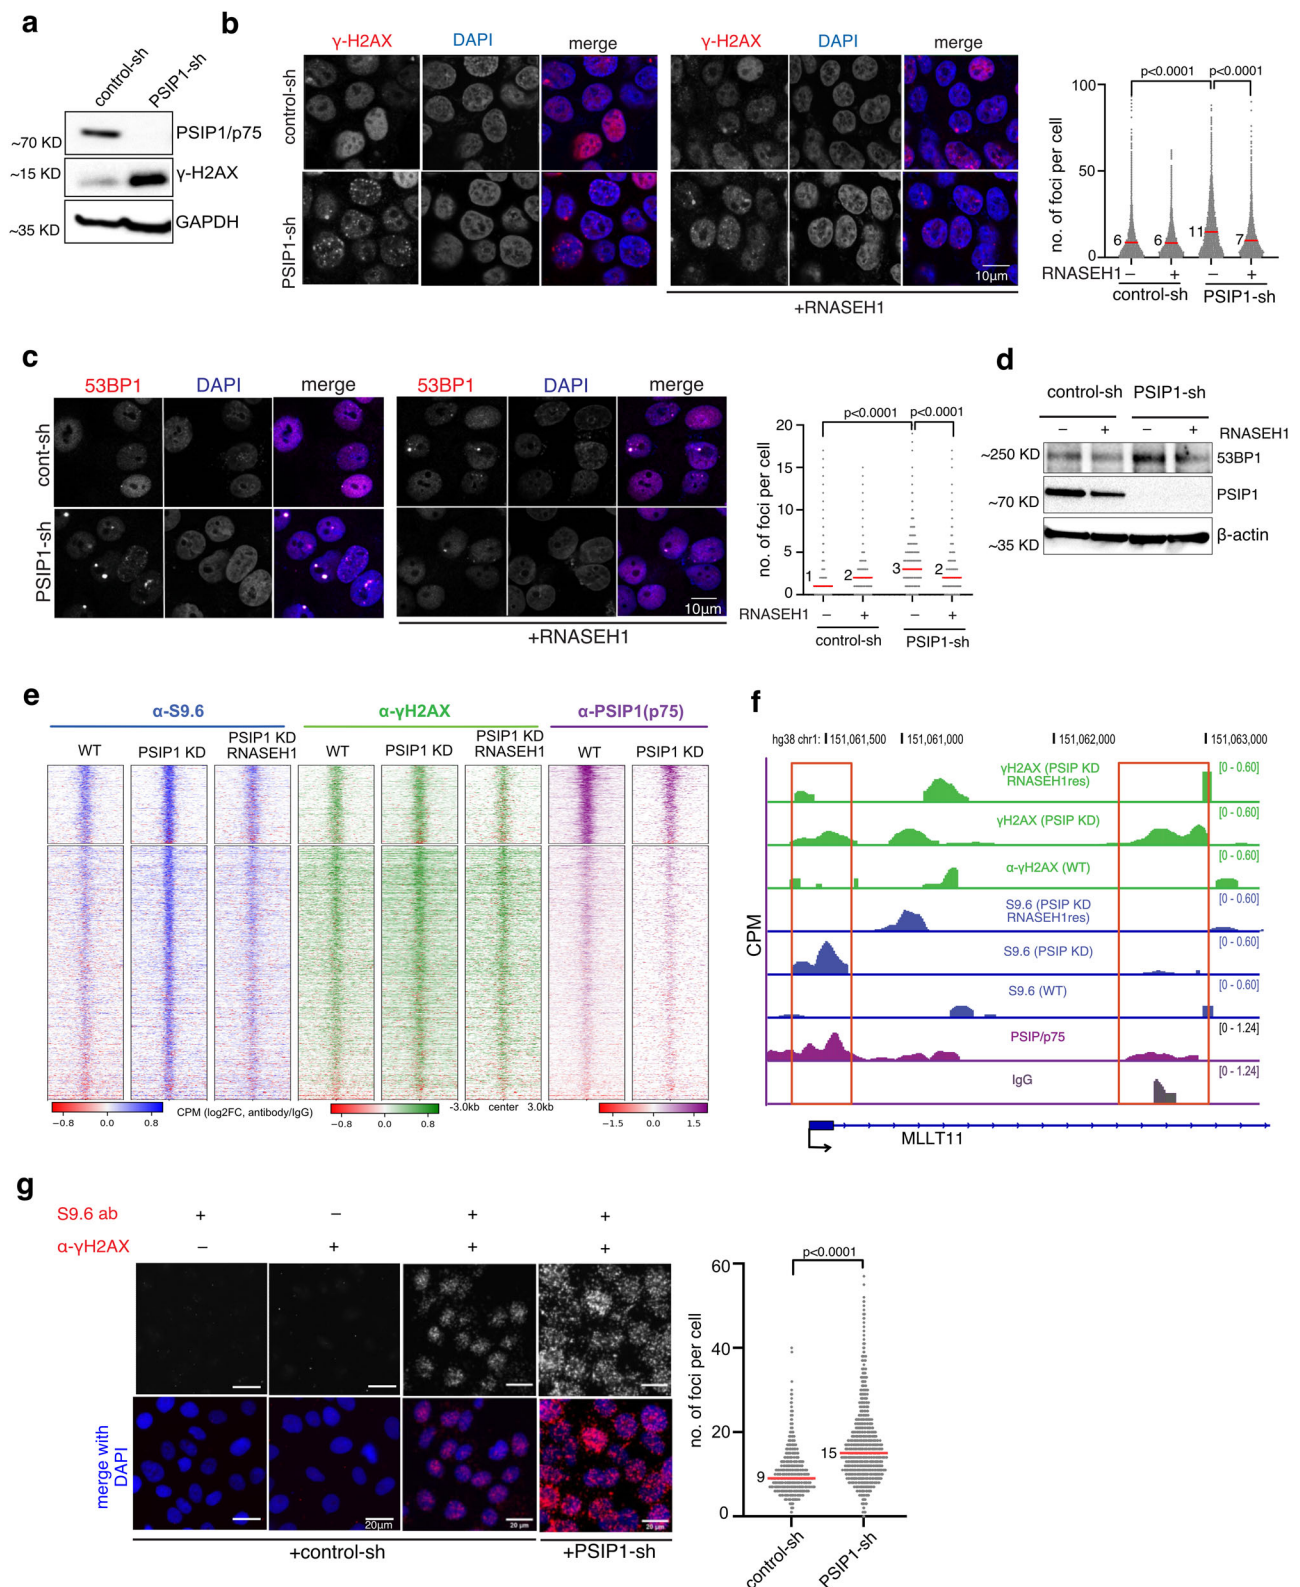 a
control-sh
PSIP1-sh
~70 KD
PSIP1/p75
~15 KD
γ-H2AX
~35 KD
GAPDH
b
γ-H2AX
DAPI
merge
γ-H2AX
DAPI
merge
control-sh
PSIP1-sh
10μm
+RNASEH1
p<0.0001
p<0.0001
no. of foci per cell
100
50
0
6
6
11
7
RNASEH1
− + − +
control-sh
PSIP1-sh
c
53BP1
DAPI
merge
53BP1
DAPI
merge
cont-sh
PSIP1-sh
10μm
+RNASEH1
p<0.0001
p<0.0001
no. of foci per cell
20
15
10
5
0
1
2
3
2
RNASEH1
− + − +
control-sh
PSIP1-sh
d
control-sh
PSIP1-sh
− + − +
RNASEH1
~250 KD
53BP1
~70 KD
PSIP1
~35 KD
β-actin
e
α-S9.6
α-γH2AX
α-PSIP1(p75)
WT
PSIP1 KD
PSIP1 KD
RNASEH1
WT
PSIP1 KD
PSIP1 KD
RNASEH1
WT
PSIP1 KD
−0.8 0.0 0.8
CPM (log2FC, antibody/IgG)
−0.8 0.0 0.8
-3.0kb center 3.0kb
−1.5 0.0 1.5
f
hg38 chr1:
151,061,500
151,061,000
151,062,000
151,063,000
CPM
γH2AX (PSIP KD
RNASEH1res)
[0 - 0.60]
γH2AX (PSIP KD)
[0 - 0.60]
α-γH2AX (WT)
[0 - 0.60]
S9.6 (PSIP KD
RNASEH1res)
[0 - 0.60]
S9.6 (PSIP KD)
[0 - 0.60]
S9.6 (WT)
[0 - 0.60]
PSIP/p75
[0 - 1.24]
IgG
[0 - 1.24]
MLLT11
g
S9.6 ab
+ − + +
α-γH2AX
− + + +
merge with
DAPI
20μm
20 μm
20 μm
+control-sh
+PSIP1-sh
p<0.0001
no. of foci per cell
60
40
20
0
9
15
control-sh
PSIP1-sh